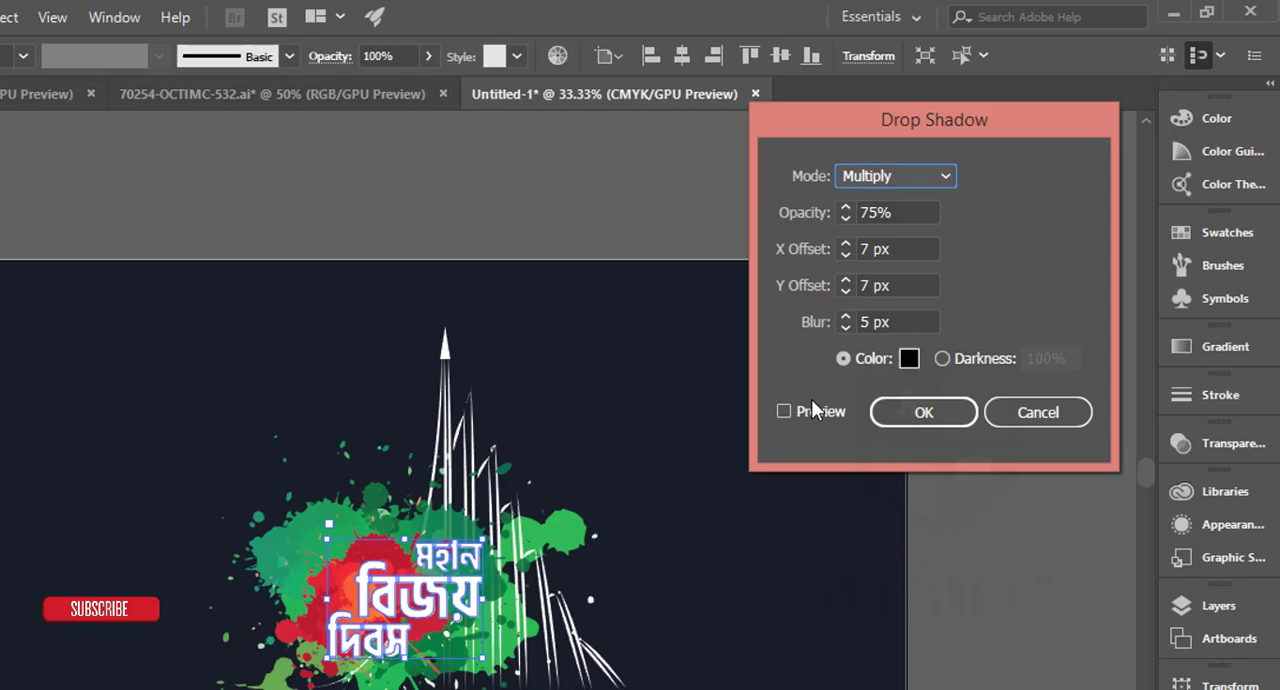 ect View Window Help Br St Essentials Search Adobe Help
Basic Opacity: 100% Style: Transform
PU Preview) × 70254-OCTIMC-532.ai* @ 50% (RGB/GPU Preview) × Untitled-1* @ 33.33% (CMYK/GPU Preview) ×
Drop Shadow
Mode: Multiply
Opacity: 75%
X Offset: 7 px
Y Offset: 7 px
Blur: 5 px
Color: Darkness: 100%
Preview OK Cancel
Color
Color Gui...
Color The...
Swatches
Brushes
Symbols
Gradient
Stroke
Transpare...
Libraries
Appearan...
Graphic S...
Layers
Artboards
Transform
মহান
বিজয়
দিবস
SUBSCRIBE